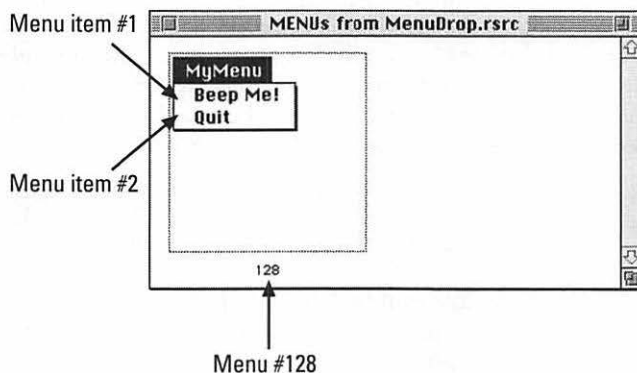 Menu item #1
MENUs from MenuDrop.rsrc
MyMenu
Beep Me!
Quit
Menu item #2
128
Menu #128